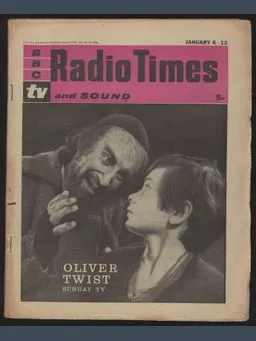 JANUARY 6-12
BBC
tv
Radio Times
and SOUND
5D
OLIVER
TWIST
SUNDAY TV